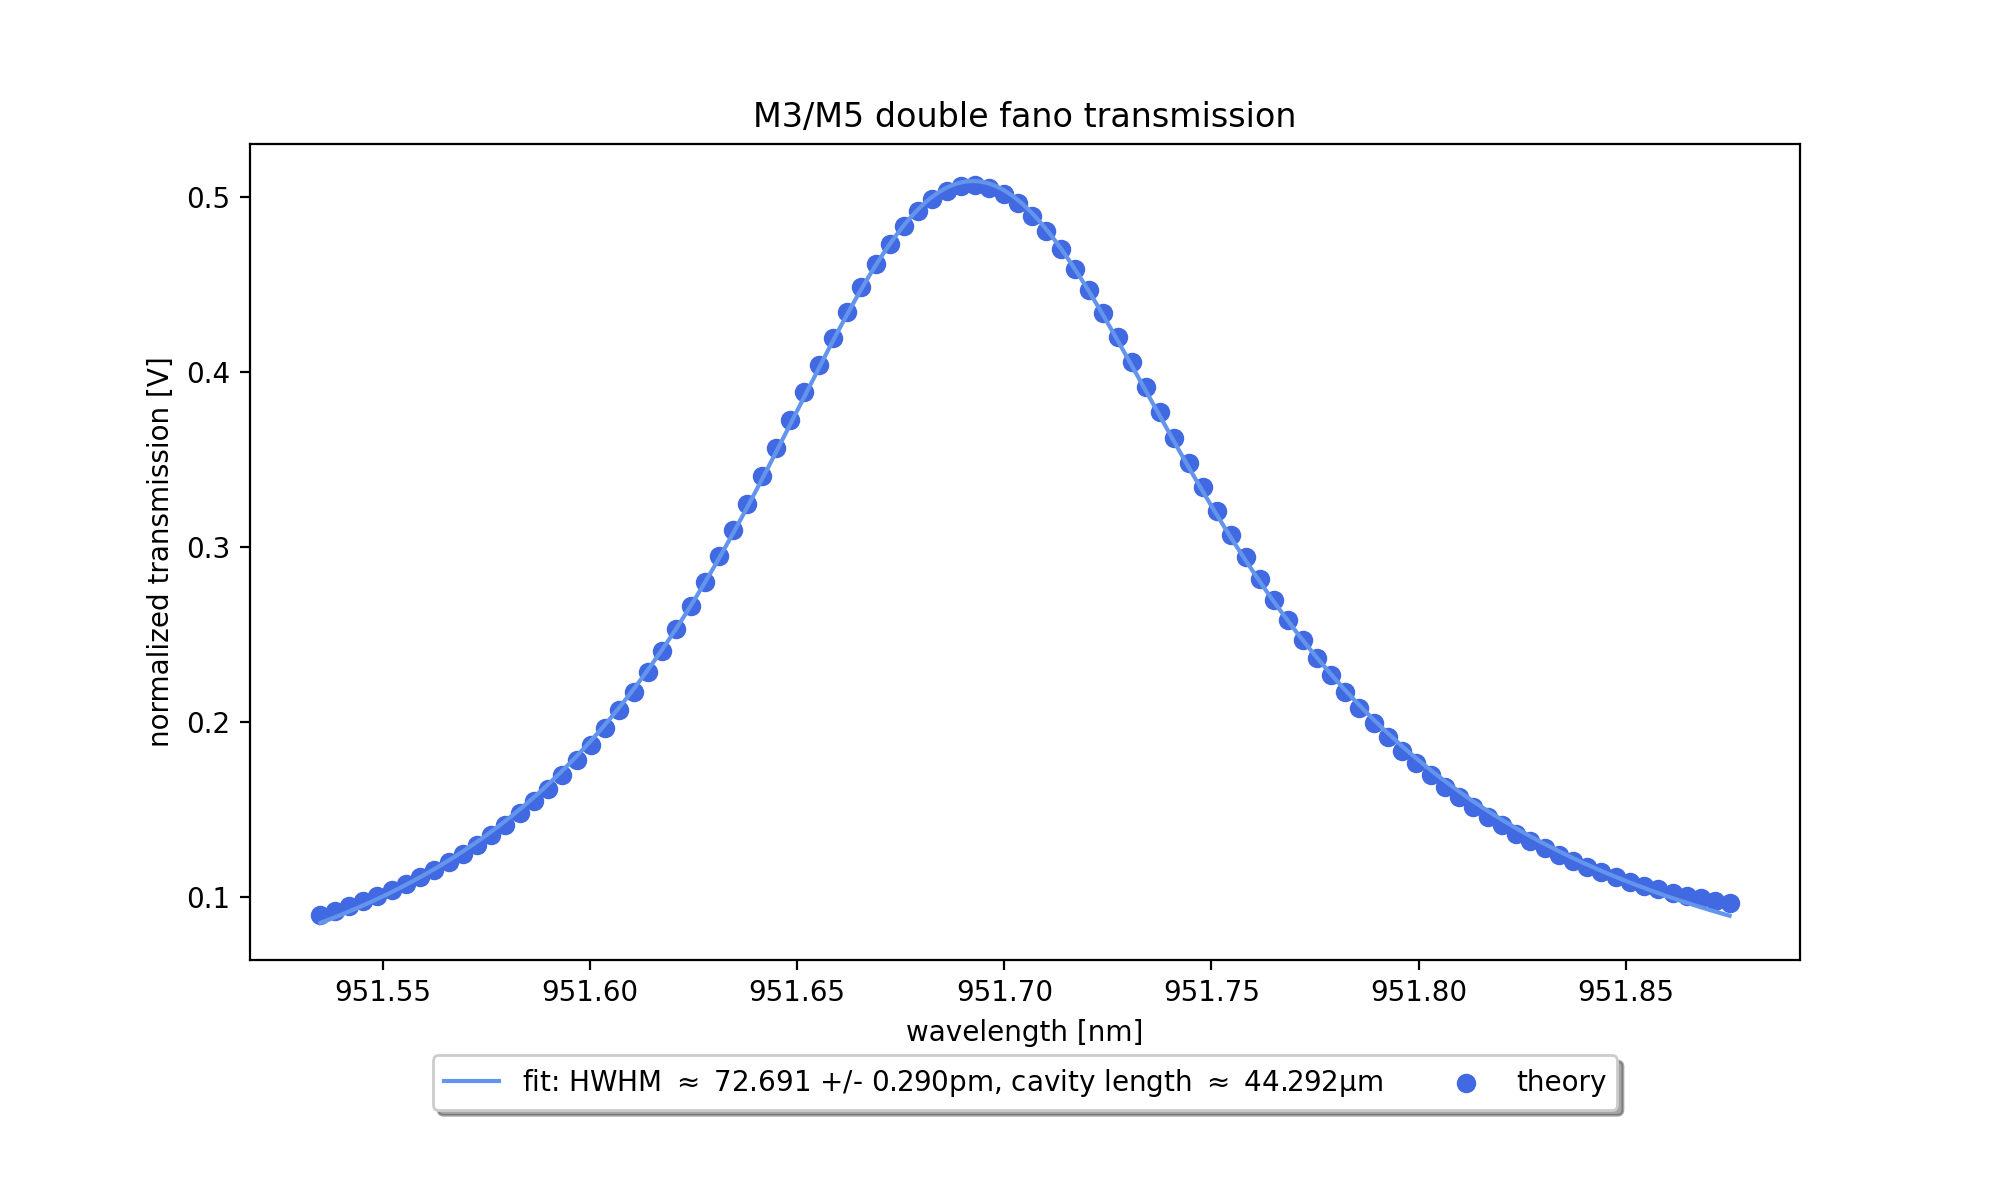 M3/M5 double fano transmission
normalized transmission [V]
0.5
0.4
0.3
0.2
0.1
951.55 951.60 951.65 951.70 951.75 951.80 951.85
wavelength [nm]
fit: HWHM ≈ 72.691 +/- 0.290pm, cavity length ≈ 44.292μm theory